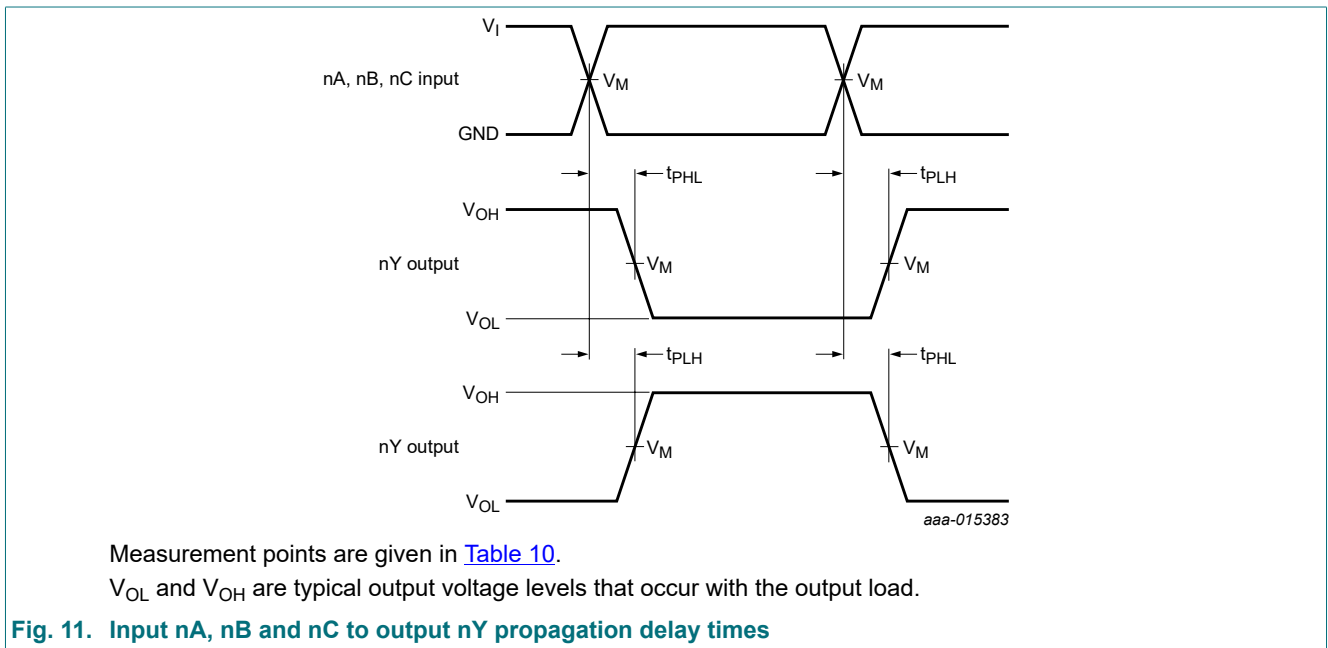 VI
nA, nB, nC input
VM
VM
GND
tPHL
tPLH
VOH
nY output
VM
VM
VOL
tPLH
tPHL
VOH
nY output
VM
VM
VOL
aaa-015383
Measurement points are given in Table 10.
VOL and VOH are typical output voltage levels that occur with the output load.
Fig. 11. Input nA, nB and nC to output nY propagation delay times